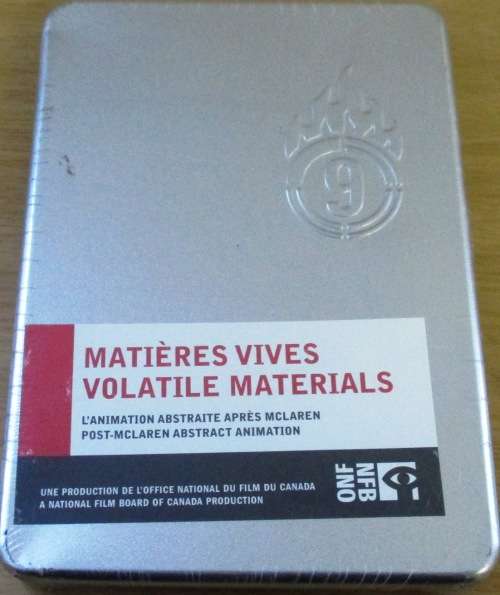 9
MATIÈRES VIVES
VOLATILE MATERIALS
L'ANIMATION ABSTRAITE APRÈS MCLAREN
POST-MCLAREN ABSTRACT ANIMATION
UNE PRODUCTION DE L'OFFICE NATIONAL DU FILM DU CANADA
A NATIONAL FILM BOARD OF CANADA PRODUCTION
NFB
ONF